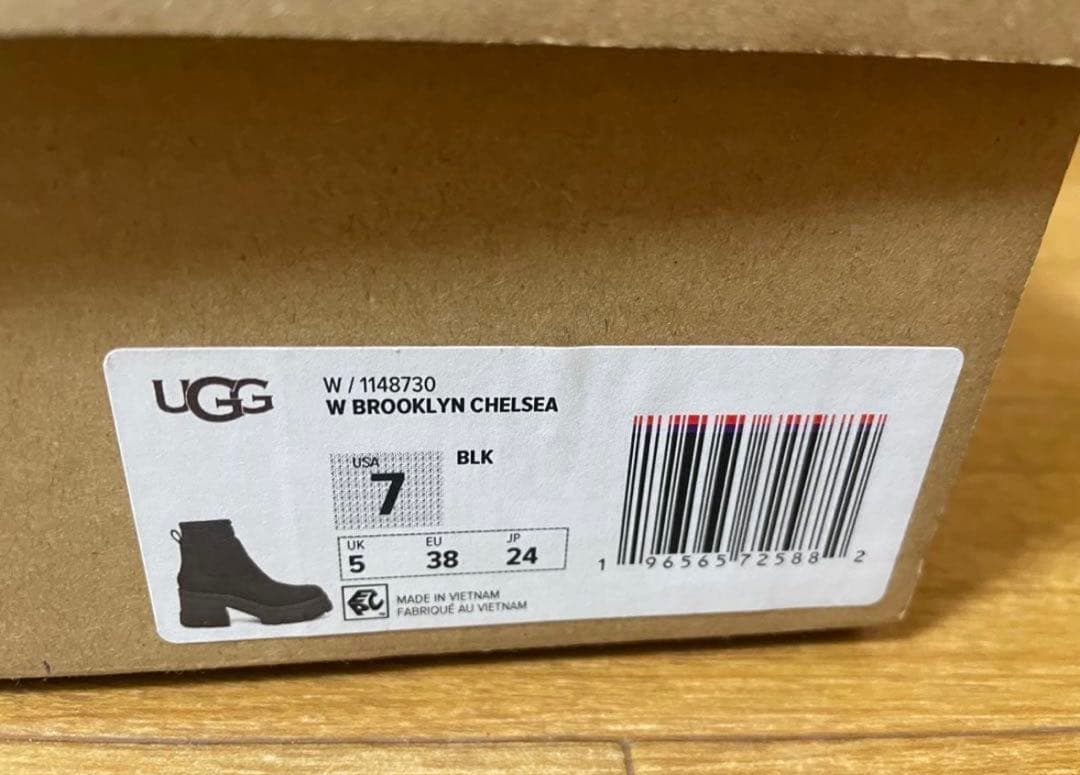 UGG
W / 1148730
W BROOKLYN CHELSEA
USA
7
BLK
UK
5
EU
38
JP
24
MADE IN VIETNAM
FABRIQUÉ AU VIETNAM
1 96565 72588 2